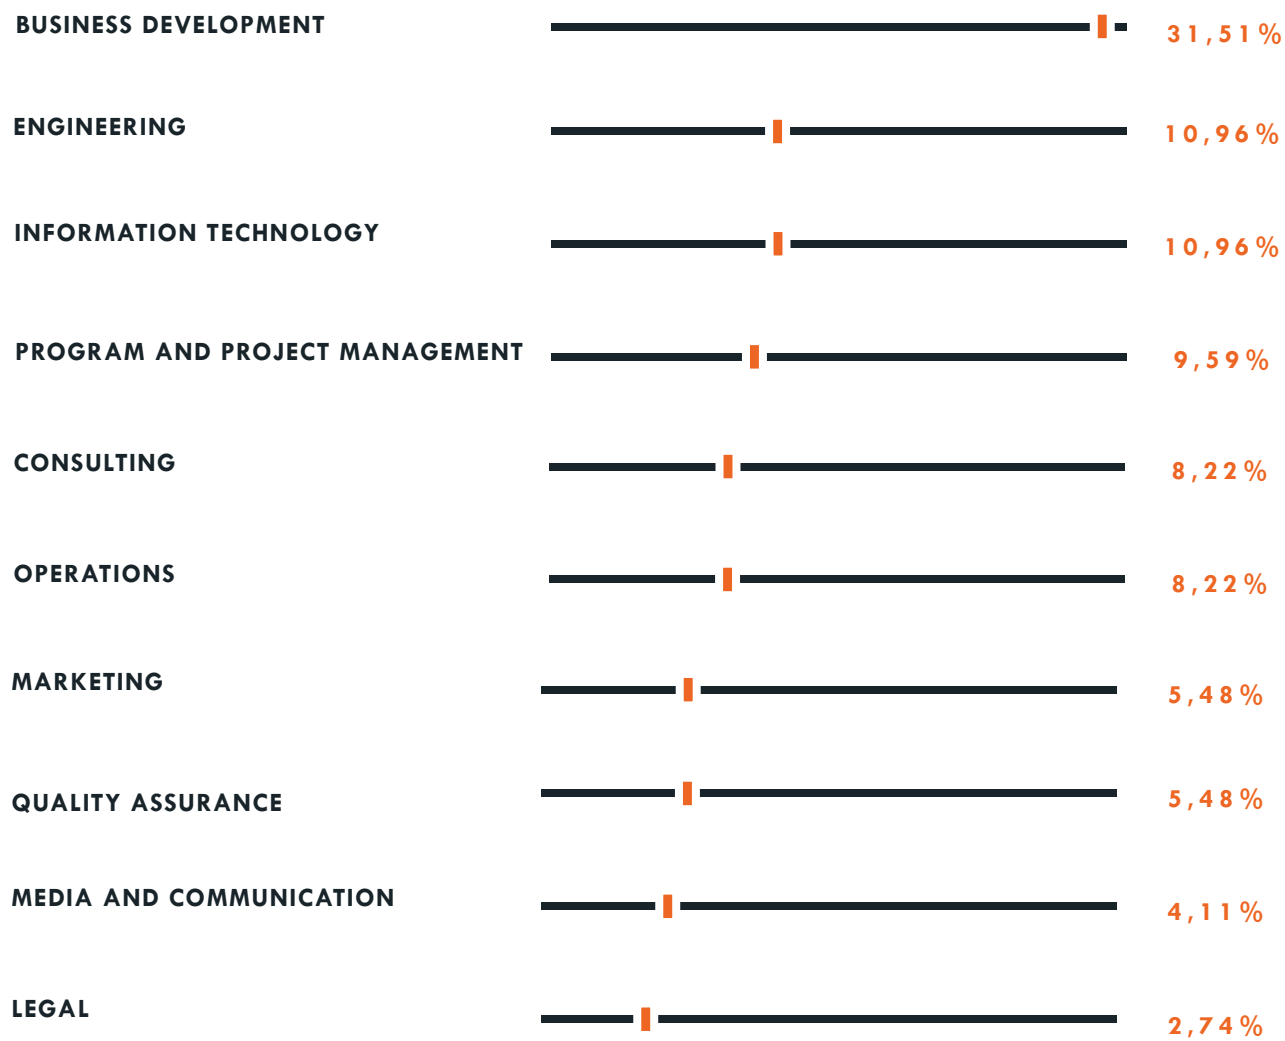 BUSINESS DEVELOPMENT 31,51%
ENGINEERING 10,96%
INFORMATION TECHNOLOGY 10,96%
PROGRAM AND PROJECT MANAGEMENT 9,59%
CONSULTING 8,22%
OPERATIONS 8,22%
MARKETING 5,48%
QUALITY ASSURANCE 5,48%
MEDIA AND COMMUNICATION 4,11%
LEGAL 2,74%